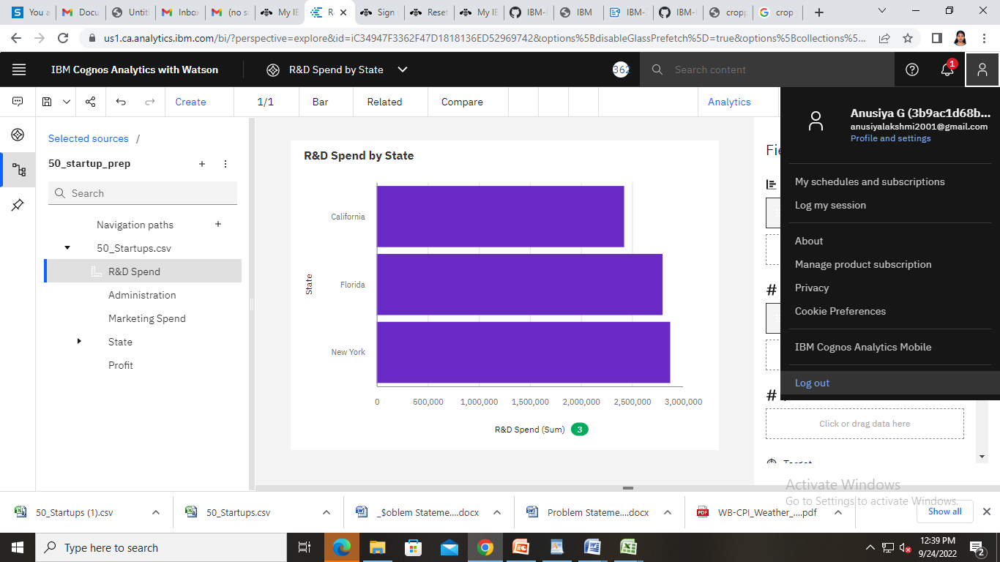 You a
Docu
Untitl
Inbo
(no s
My IE
R&
Sign
Reset
My IE
IBM-
IBM
IBM-
IBM-
crop
crop
us1.ca.analytics.ibm.com/bi/?perspective=explore&id=iC34947F3362F47D1818136ED52969742&options%5BdisableGlassPrefetch%5D=true&options%5Bcollections%5...
IBM Cognos Analytics with Watson
R&D Spend by State
362
Search content
1
Create
1/1
Bar
Related
Compare
Analytics
Anusiya G (3b9ac1d68b...
anusiyalakshmi2001@gmail.com
Profile and settings
My schedules and subscriptions
Log my session
About
Manage product subscription
Privacy
Cookie Preferences
IBM Cognos Analytics Mobile
Log out
Selected sources /
50_startup_prep
Search
Navigation paths
50_Startups.csv
R&D Spend
Administration
Marketing Spend
State
Profit
R&D Spend by State
State
California
Florida
New York
0 500,000 1,000,000 1,500,000 2,000,000 2,500,000 3,000,000
R&D Spend (Sum) 3
Fie
#
#
#
Click or drag data here
Target
Activate Windows
Go to Settings to activate Windows.
50_Startups (1).csv
50_Startups.csv
_$oblem Stateme....docx
Problem Stateme....docx
WB-CPI_Weather_....pdf
Show all
Type here to search
12:39 PM
9/24/2022
2